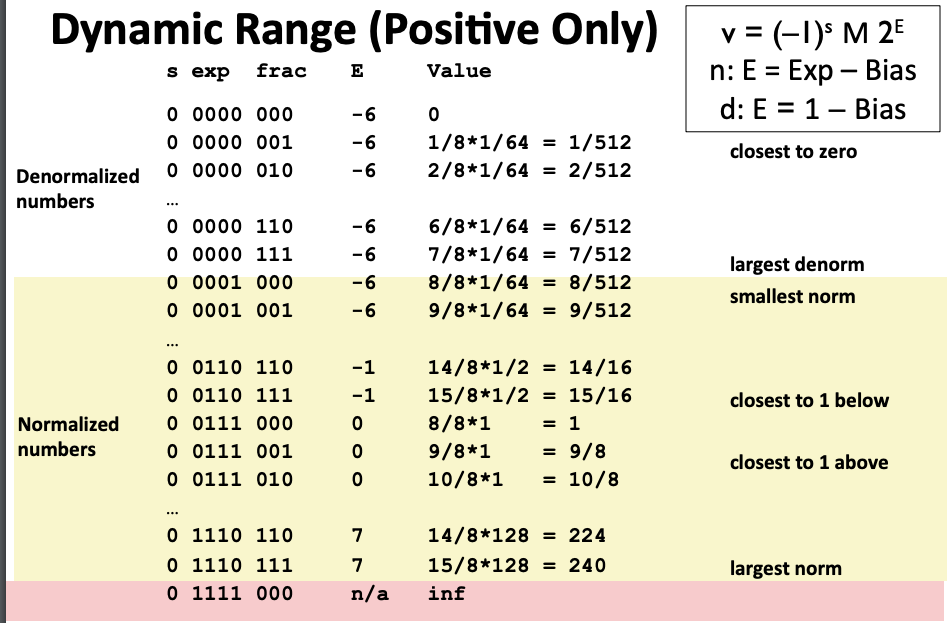 Dynamic Range (Positive Only)
v = (–1)ˢ M 2ᴱ
n: E = Exp – Bias
d: E = 1 – Bias
s exp frac E Value
0 0000 000 -6 0
0 0000 001 -6 1/8*1/64 = 1/512 closest to zero
0 0000 010 -6 2/8*1/64 = 2/512
Denormalized
numbers
…
0 0000 110 -6 6/8*1/64 = 6/512
0 0000 111 -6 7/8*1/64 = 7/512 largest denorm
0 0001 000 -6 8/8*1/64 = 8/512 smallest norm
0 0001 001 -6 9/8*1/64 = 9/512
…
0 0110 110 -1 14/8*1/2 = 14/16
0 0110 111 -1 15/8*1/2 = 15/16 closest to 1 below
Normalized
numbers
0 0111 000 0 8/8*1 = 1
0 0111 001 0 9/8*1 = 9/8 closest to 1 above
0 0111 010 0 10/8*1 = 10/8
…
0 1110 110 7 14/8*128 = 224
0 1110 111 7 15/8*128 = 240 largest norm
0 1111 000 n/a inf